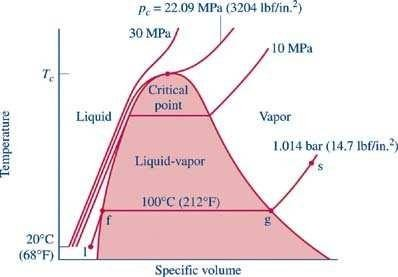 p_c = 22.09 MPa (3204 lbf/in.²)
30 MPa
10 MPa
T_c
Critical
point
Liquid
Vapor
1.014 bar (14.7 lbf/in.²)
s
Liquid-vapor
100°C (212°F)
f
g
20°C
(68°F)
l
Temperature
Specific volume